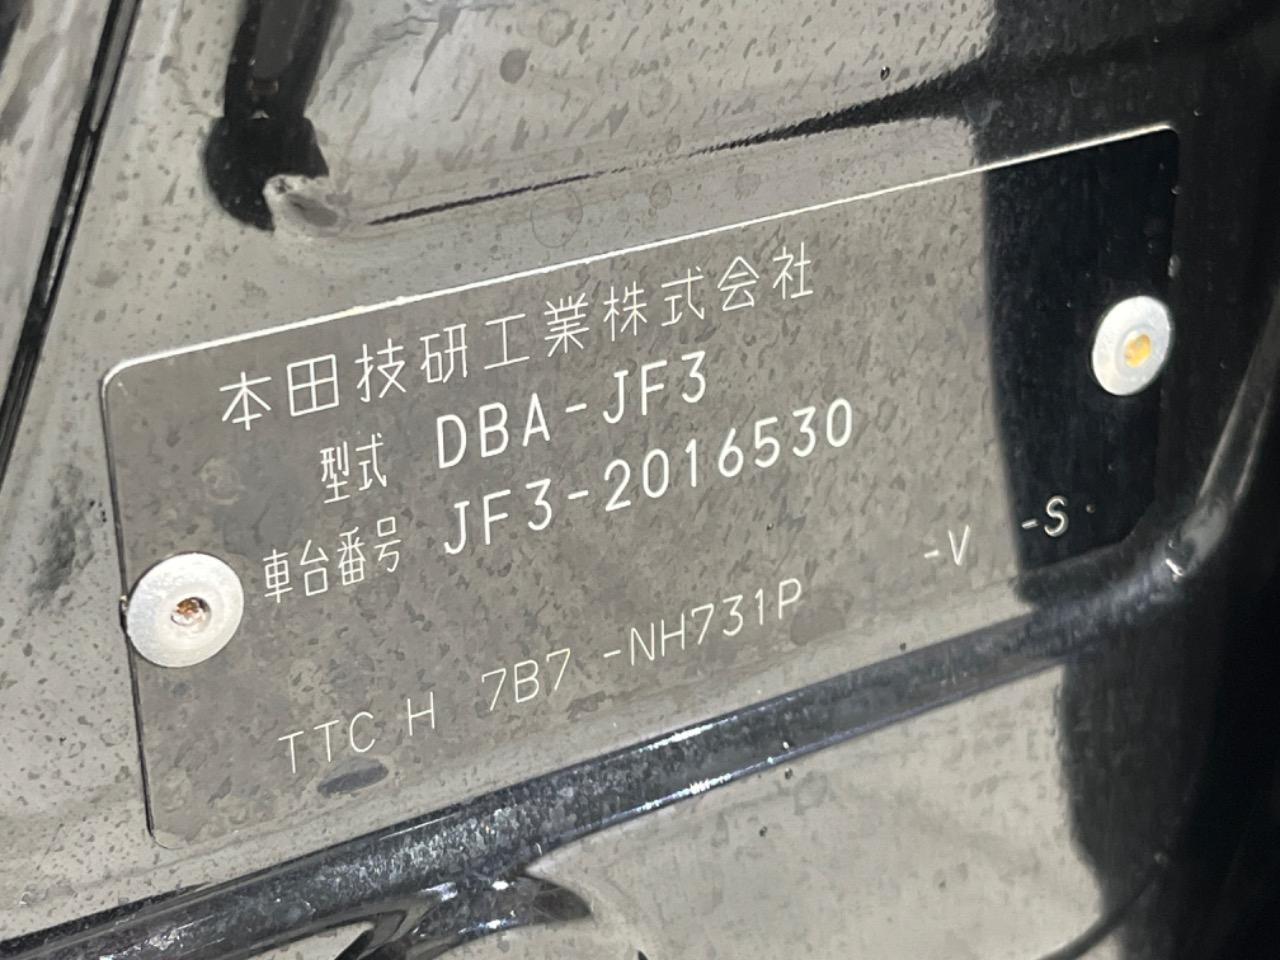 本田技研工業株式会社
型式 DBA-JF3
車台番号 JF3-2016530
TTC H 7B7 -NH731P -V -S